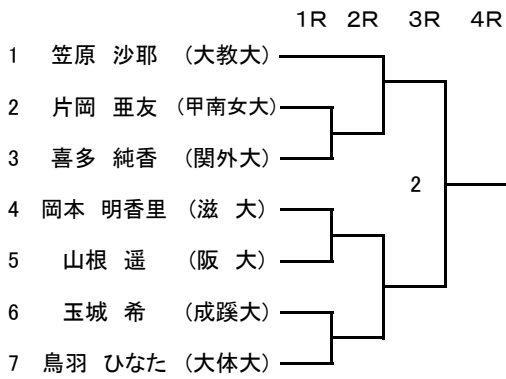 1R 2R 3R 4R
1 笠原 沙耶 (大教大)
2 片岡 亜友 (甲南女大)
3 喜多 純香 (関外大)
2
4 岡本 明香里 (滋 大)
5 山根 遥 (阪 大)
6 玉城 希 (成蹊大)
7 鳥羽 ひなた (大体大)